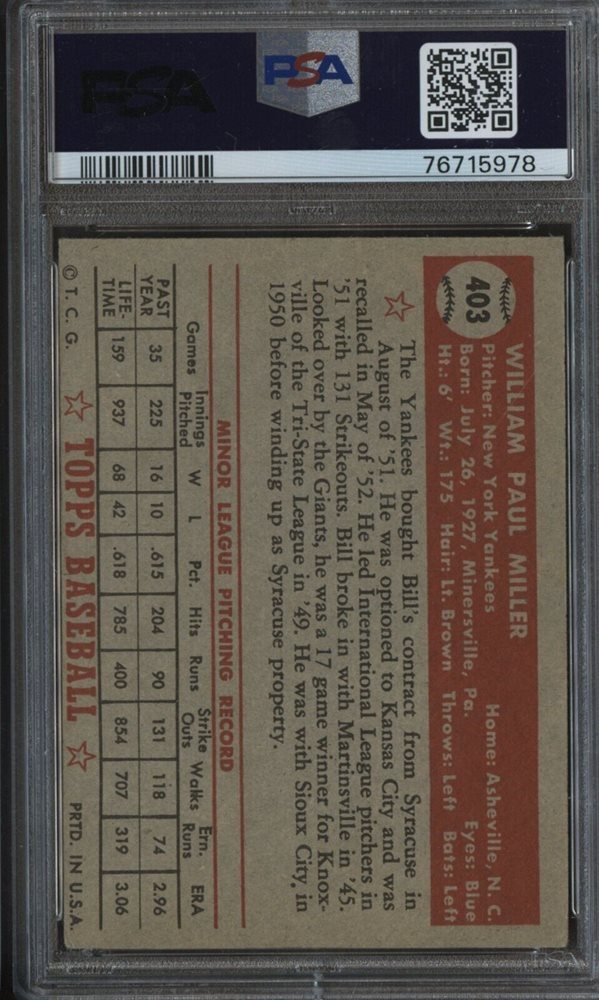 PSA
PSA
76715978
403
WILLIAM PAUL MILLER
Pitcher: New York Yankees Home: Asheville, N. C.
Born: July 26, 1927, Minersville, Pa. Eyes: Blue
Ht.: 6' Wt.: 175 Hair: Lt. Brown Throws: Left Bats: Left
The Yankees bought Bill's contract from Syracuse in
August of '51. He was optioned to Kansas City and was
recalled in May of '52. He led International League pitchers in
'51 with 131 Strikeouts. Bill broke in with Martinsville in '45.
Looked over by the Giants, he was a 17 game winner for Knox-
ville of the Tri-State League in '49. He was with Sioux City in
1950 before winding up as Syracuse property.
MINOR LEAGUE PITCHING RECORD
Games Innings Pitched W L Pct. Hits Runs Strike Outs Walks Ern. Runs ERA
PAST YEAR 35 225 16 10 .615 204 90 131 118 74 2.96
LIFE-TIME 159 937 68 42 .618 785 400 854 707 319 3.06
© T. C. G. TOPPS BASEBALL PRTD. IN U.S.A.